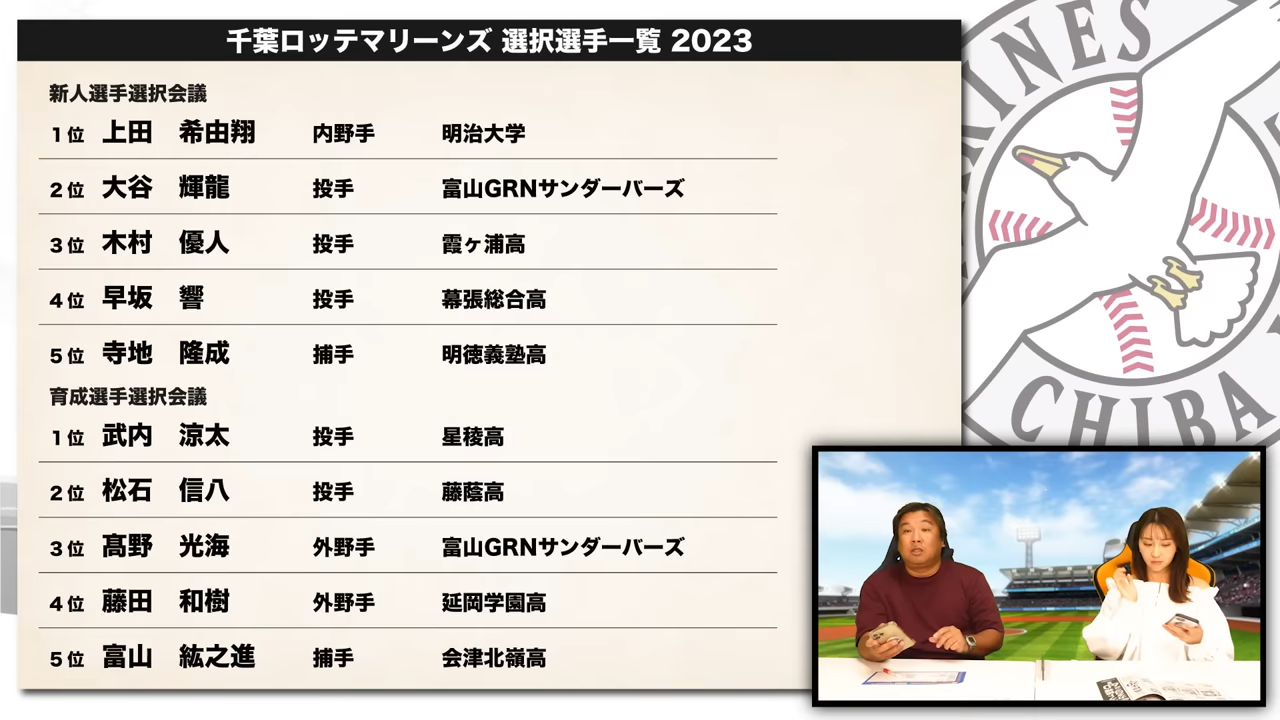 千葉ロッテマリーンズ 選択選手一覧 2023
新人選手選択会議
1位 上田 希由翔 内野手 明治大学
2位 大谷 輝龍 投手 富山GRNサンダーバーズ
3位 木村 優人 投手 霞ヶ浦高
4位 早坂 響 投手 幕張総合高
5位 寺地 隆成 捕手 明徳義塾高
育成選手選択会議
1位 武内 涼太 投手 星稜高
2位 松石 信八 投手 藤蔭高
3位 髙野 光海 外野手 富山GRNサンダーバーズ
4位 藤田 和樹 外野手 延岡学園高
5位 富山 紘之進 捕手 会津北嶺高
CHIBA